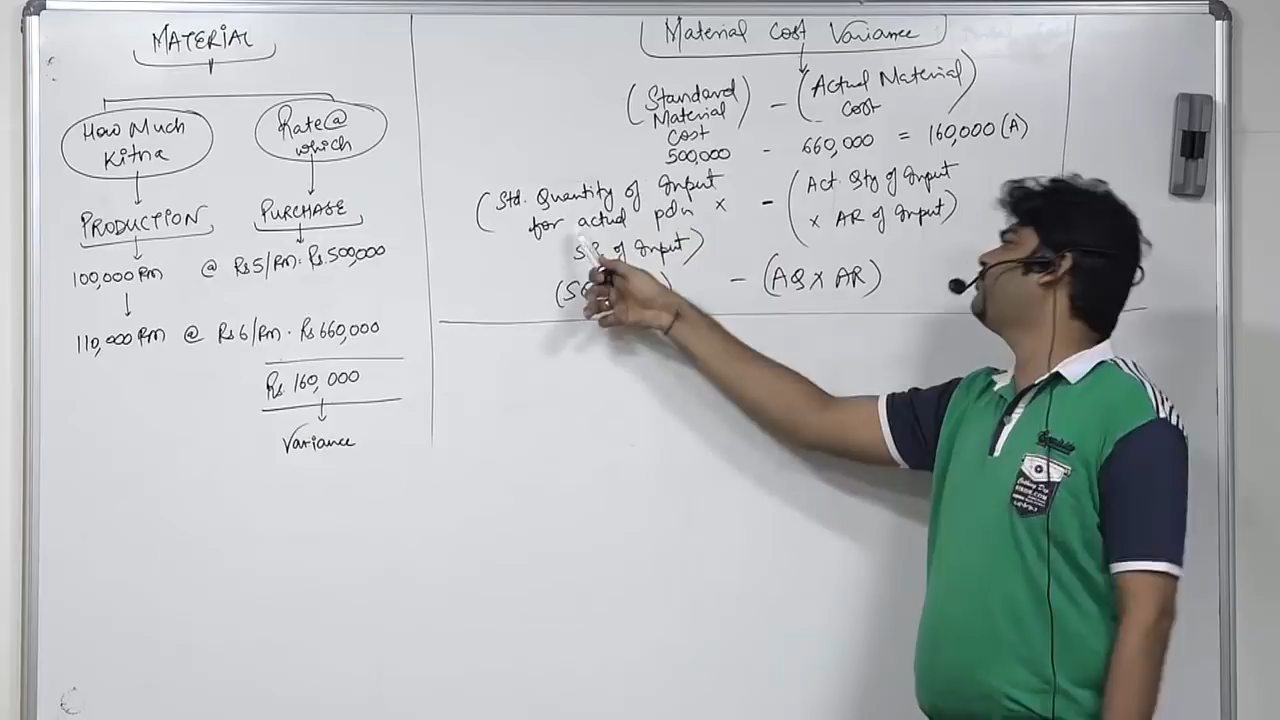 MATERIAL
How Much
Kitna
Rate @
which
PRODUCTION
PURCHASE
100,000 RM @ Rs 5/RM. Rs.500,000
110,000 RM @ Rs 6/RM. Rs 660,000
Rs. 160,000
Variance
Material Cost Variance
(Standard
Material
Cost) - (Actual Material
Cost)
500,000 - 660,000 = 160,000 (A)
(Std. Quantity of Input
for actual pdn x
of Input) - (Act. Qty of Input
x AR of Input)
- (AQ x AR)